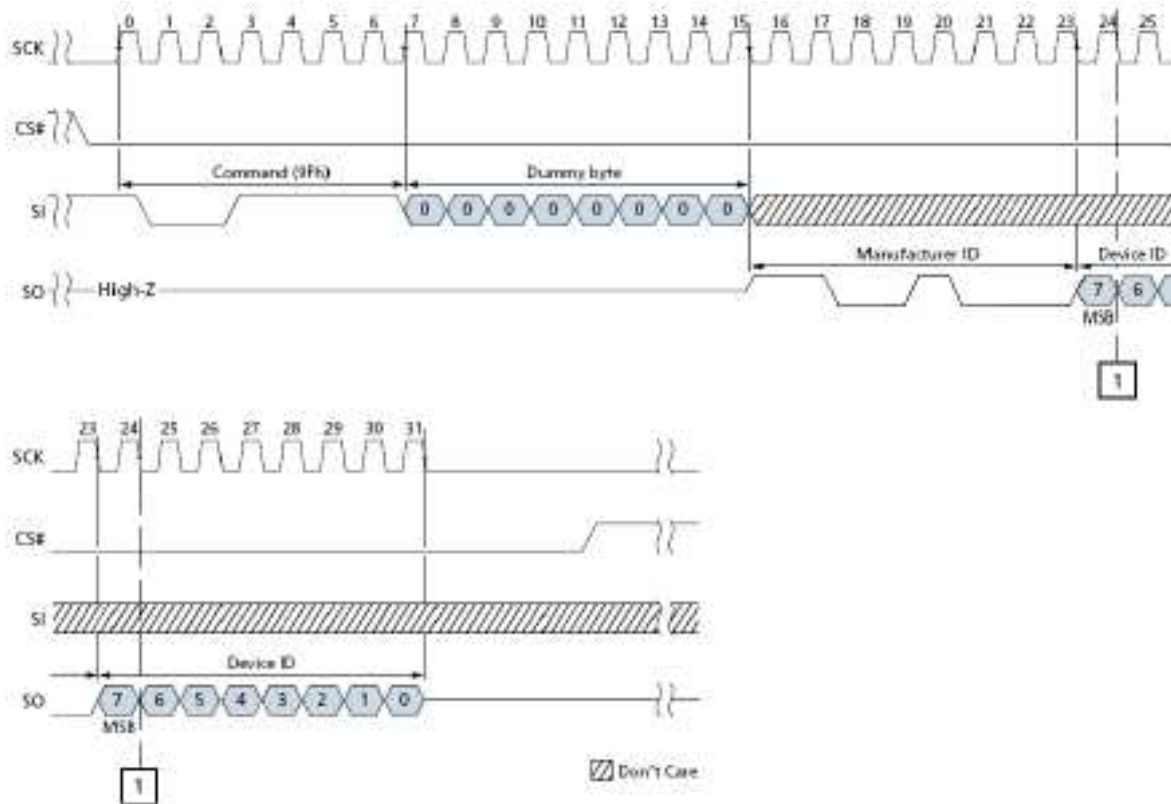 0 1 2 3 4 5 6 7 8 9 10 11 12 13 14 15 16 17 18 19 20 21 22 23 24 25
SCK
CS#
Command (9Fh) Dummy byte
SI 0 0 0 0 0 0 0 0
Manufacturer ID Device ID
SO High-Z 7 6
MSB
1
23 24 25 26 27 28 29 30 31
SCK
CS#
SI
Device ID
SO 7 6 5 4 3 2 1 0
MSB
Don't Care
1